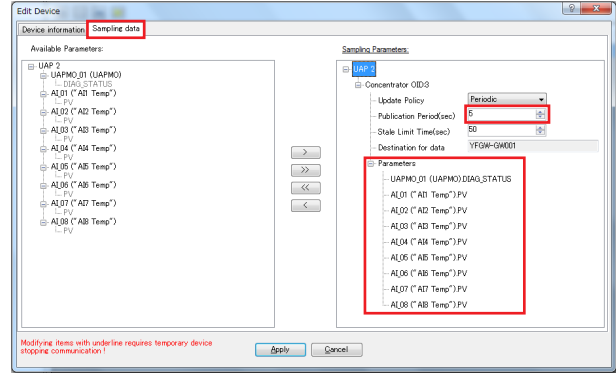 Edit Device
Device information Sampling data
Available Parameters:
UAP 2
UAPMO_01 (UAPMO)
DIAG_STATUS
AI_01 ("AI1 Temp")
PV
AI_02 ("AI2 Temp")
PV
AI_03 ("AI3 Temp")
PV
AI_04 ("AI4 Temp")
PV
AI_05 ("AI5 Temp")
PV
AI_06 ("AI6 Temp")
PV
AI_07 ("AI7 Temp")
PV
AI_08 ("AI8 Temp")
PV
>
>>
<<
<
Sampling Parameters:
UAP 2
Concentrator OID:3
Update Policy Periodic
Publication Period(sec) 5
Stale Limit Time(sec) 50
Destination for data YFGW-GW001
Parameters
UAPMO_01 (UAPMO).DIAG_STATUS
AI_01 ("AI1 Temp").PV
AI_02 ("AI2 Temp").PV
AI_03 ("AI3 Temp").PV
AI_04 ("AI4 Temp").PV
AI_05 ("AI5 Temp").PV
AI_06 ("AI6 Temp").PV
AI_07 ("AI7 Temp").PV
AI_08 ("AI8 Temp").PV
Modifying items with underline requires temporary device
stopping communication !
Apply Cancel